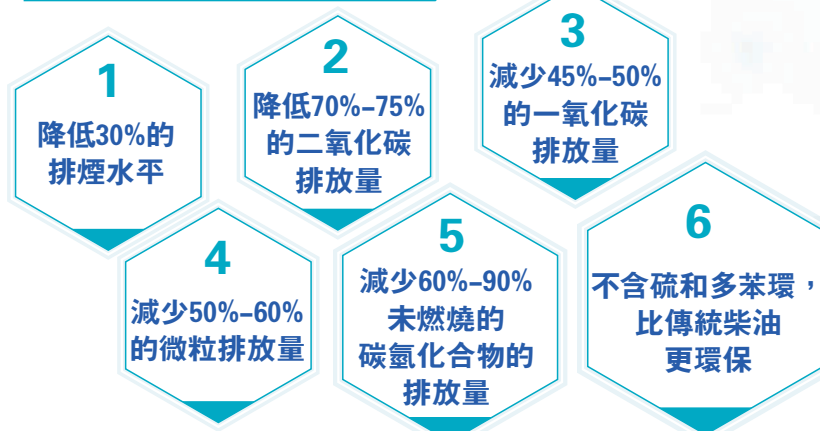 1
降低30%的
排煙水平
2
降低70%–75%
的二氧化碳
排放量
3
減少45%–50%
的一氧化碳
排放量
4
減少50%–60%
的微粒排放量
5
減少60%–90%
未燃燒的
碳氫化合物的
排放量
6
不含硫和多苯環，
比傳統柴油
更環保